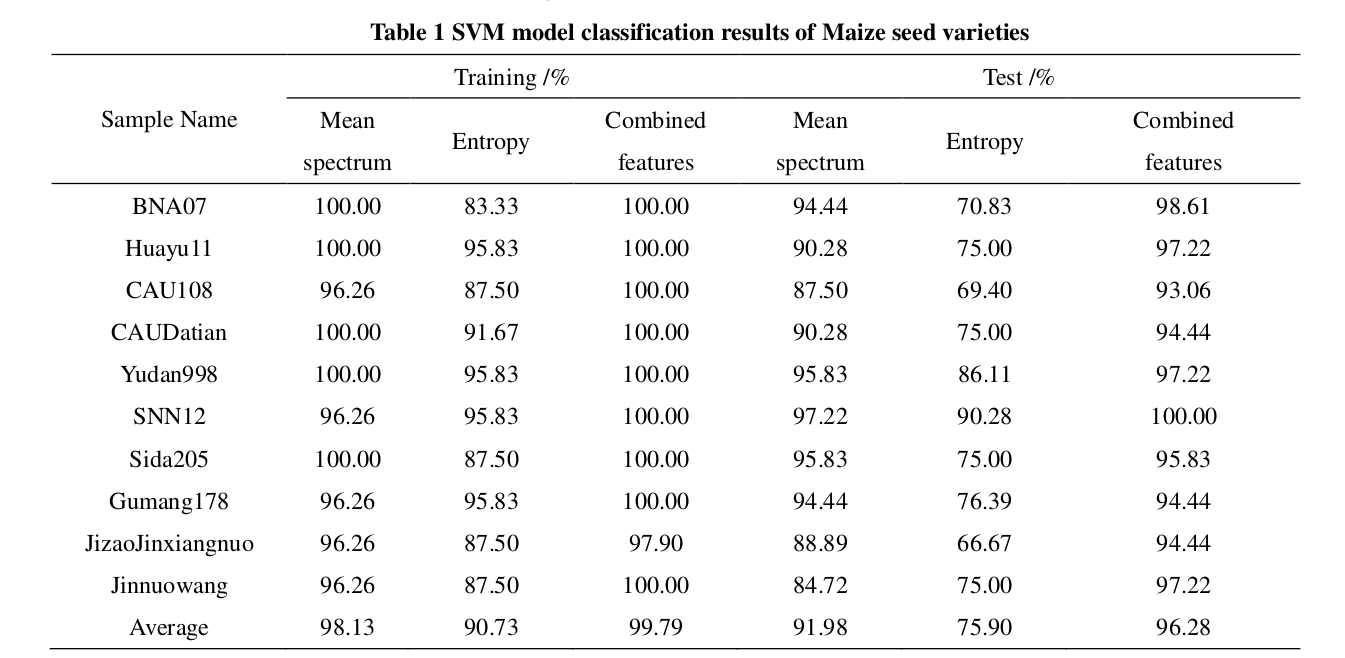 Table 1 SVM model classification results of Maize seed varieties
Sample Name Training /% Test /%
Mean spectrum Entropy Combined features Mean spectrum Entropy Combined features
BNA07 100.00 83.33 100.00 94.44 70.83 98.61
Huayu11 100.00 95.83 100.00 90.28 75.00 97.22
CAU108 96.26 87.50 100.00 87.50 69.40 93.06
CAUDatian 100.00 91.67 100.00 90.28 75.00 94.44
Yudan998 100.00 95.83 100.00 95.83 86.11 97.22
SNN12 96.26 95.83 100.00 97.22 90.28 100.00
Sida205 100.00 87.50 100.00 95.83 75.00 95.83
Gumang178 96.26 95.83 100.00 94.44 76.39 94.44
JizaoJinxiangnuo 96.26 87.50 97.90 88.89 66.67 94.44
Jinnuowang 96.26 87.50 100.00 84.72 75.00 97.22
Average 98.13 90.73 99.79 91.98 75.90 96.28